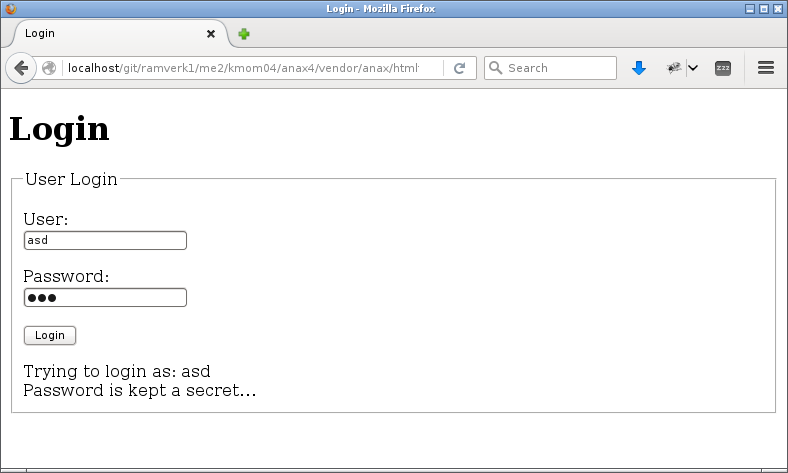 Login - Mozilla Firefox
Login
localhost/git/ramverk1/me2/kmom04/anax4/vendor/anax/html
Search
zzz
Login
User Login
User:
asd
Password:
Login
Trying to login as: asd
Password is kept a secret...